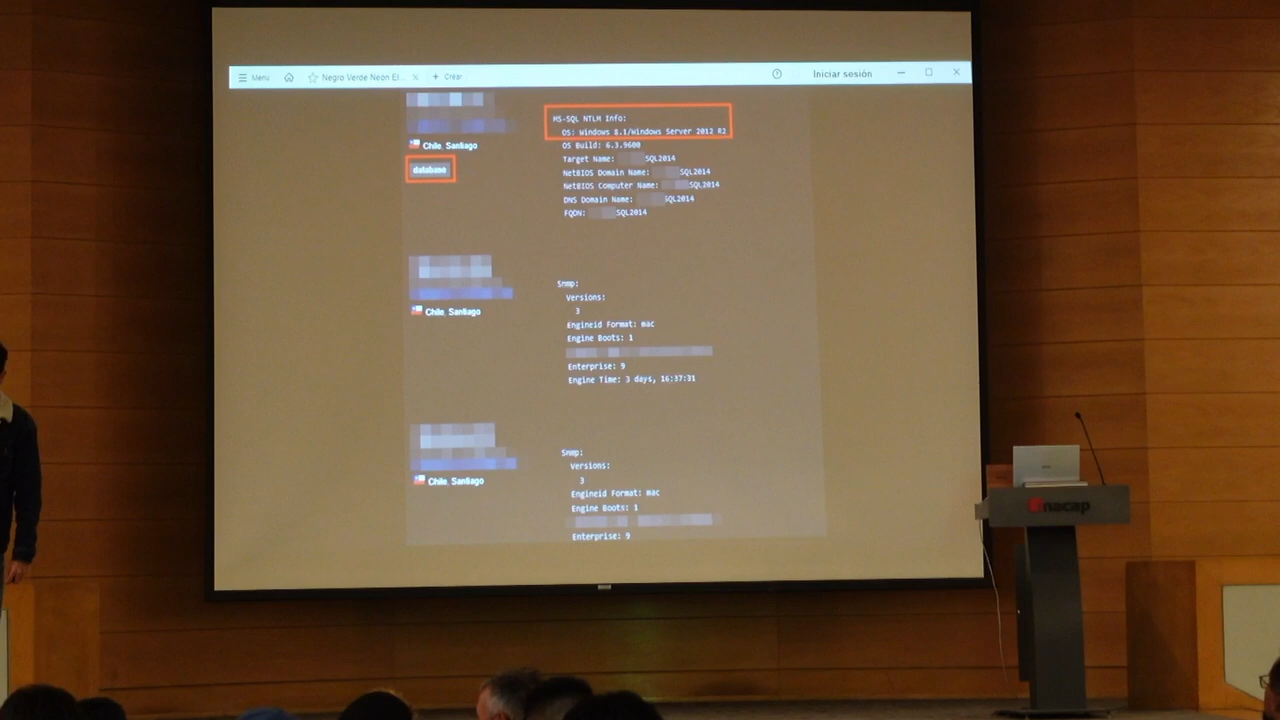 Menu
Negro Verde Neón El...
+ Crear
Iniciar sesión
Chile, Santiago
database
MS-SQL NTLM Info:
OS: Windows 8.1/Windows Server 2012 R2
OS Build: 6.3.9600
Target Name: SQL2014
NetBIOS Domain Name: SQL2014
NetBIOS Computer Name: SQL2014
DNS Domain Name: SQL2014
FQDN: SQL2014
Chile, Santiago
Snmp:
Versions:
3
Engineid Format: mac
Engine Boots: 1
Enterprise: 9
Engine Time: 3 days, 16:37:31
Chile, Santiago
Snmp:
Versions:
3
Engineid Format: mac
Engine Boots: 1
Enterprise: 9
inacap